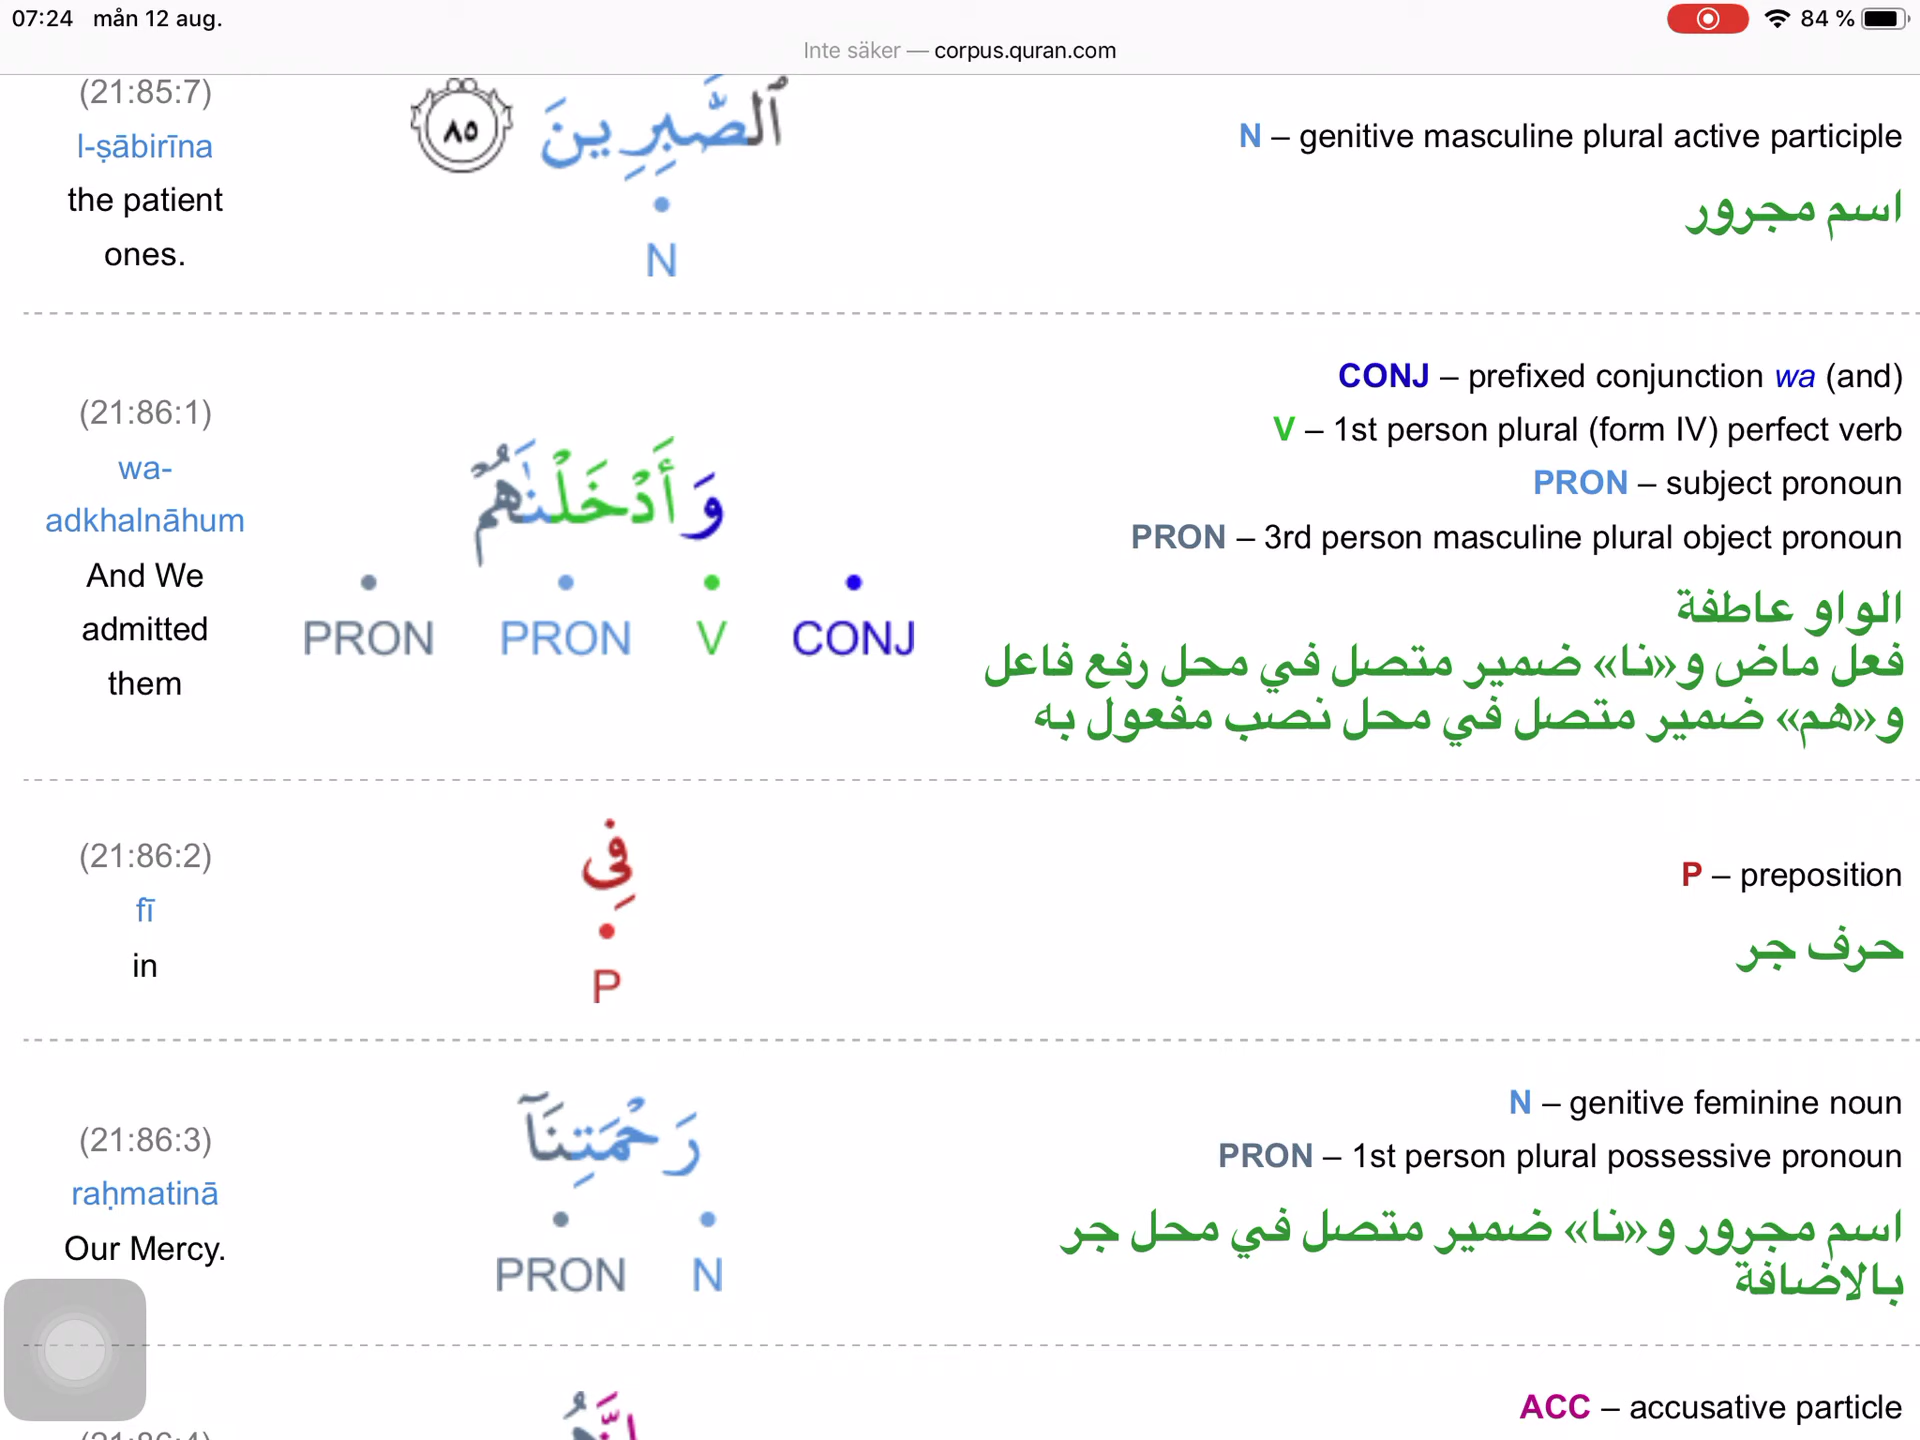 07:24 mån 12 aug. 84 %
Inte säker — corpus.quran.com
(21:85:7)
l-ṣābirīna
the patient
ones.
ٱلصَّـٰبِرِينَ ٨٥
N
N – genitive masculine plural active participle
اسم مجرور
(21:86:1)
wa-
adkhalnāhum
And We
admitted
them
وَأَدْخَلْنَـٰهُمْ
PRON PRON V CONJ
CONJ – prefixed conjunction wa (and)
V – 1st person plural (form IV) perfect verb
PRON – subject pronoun
PRON – 3rd person masculine plural object pronoun
الواو عاطفة
فعل ماض و«نا» ضمير متصل في محل رفع فاعل
و«هم» ضمير متصل في محل نصب مفعول به
(21:86:2)
fī
in
فِى
P
P – preposition
حرف جر
(21:86:3)
raḥmatinā
Our Mercy.
رَحْمَتِنَآ
PRON N
N – genitive feminine noun
PRON – 1st person plural possessive pronoun
اسم مجرور و«نا» ضمير متصل في محل جر
بالاضافة
ACC – accusative particle